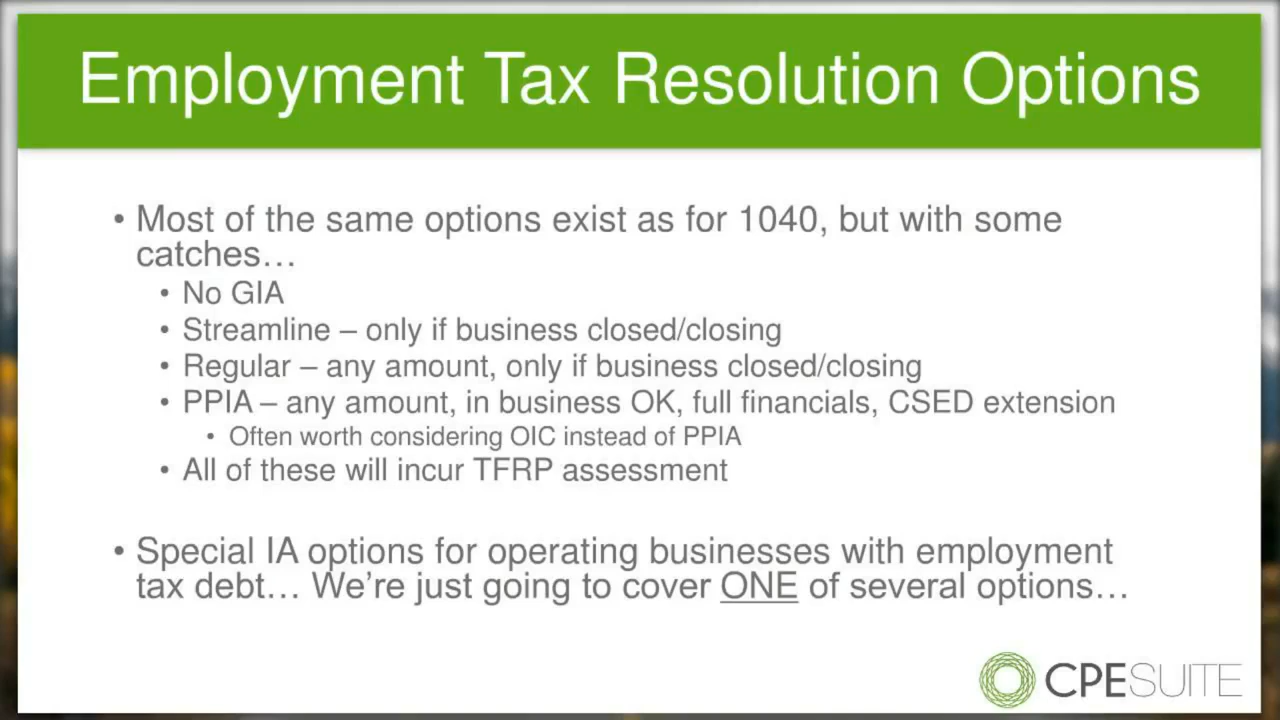 Employment Tax Resolution Options
• Most of the same options exist as for 1040, but with some
catches…
• No GIA
• Streamline – only if business closed/closing
• Regular – any amount, only if business closed/closing
• PPIA – any amount, in business OK, full financials, CSED extension
• Often worth considering OIC instead of PPIA
• All of these will incur TFRP assessment
• Special IA options for operating businesses with employment
tax debt… We’re just going to cover ONE of several options…
CPESUITE